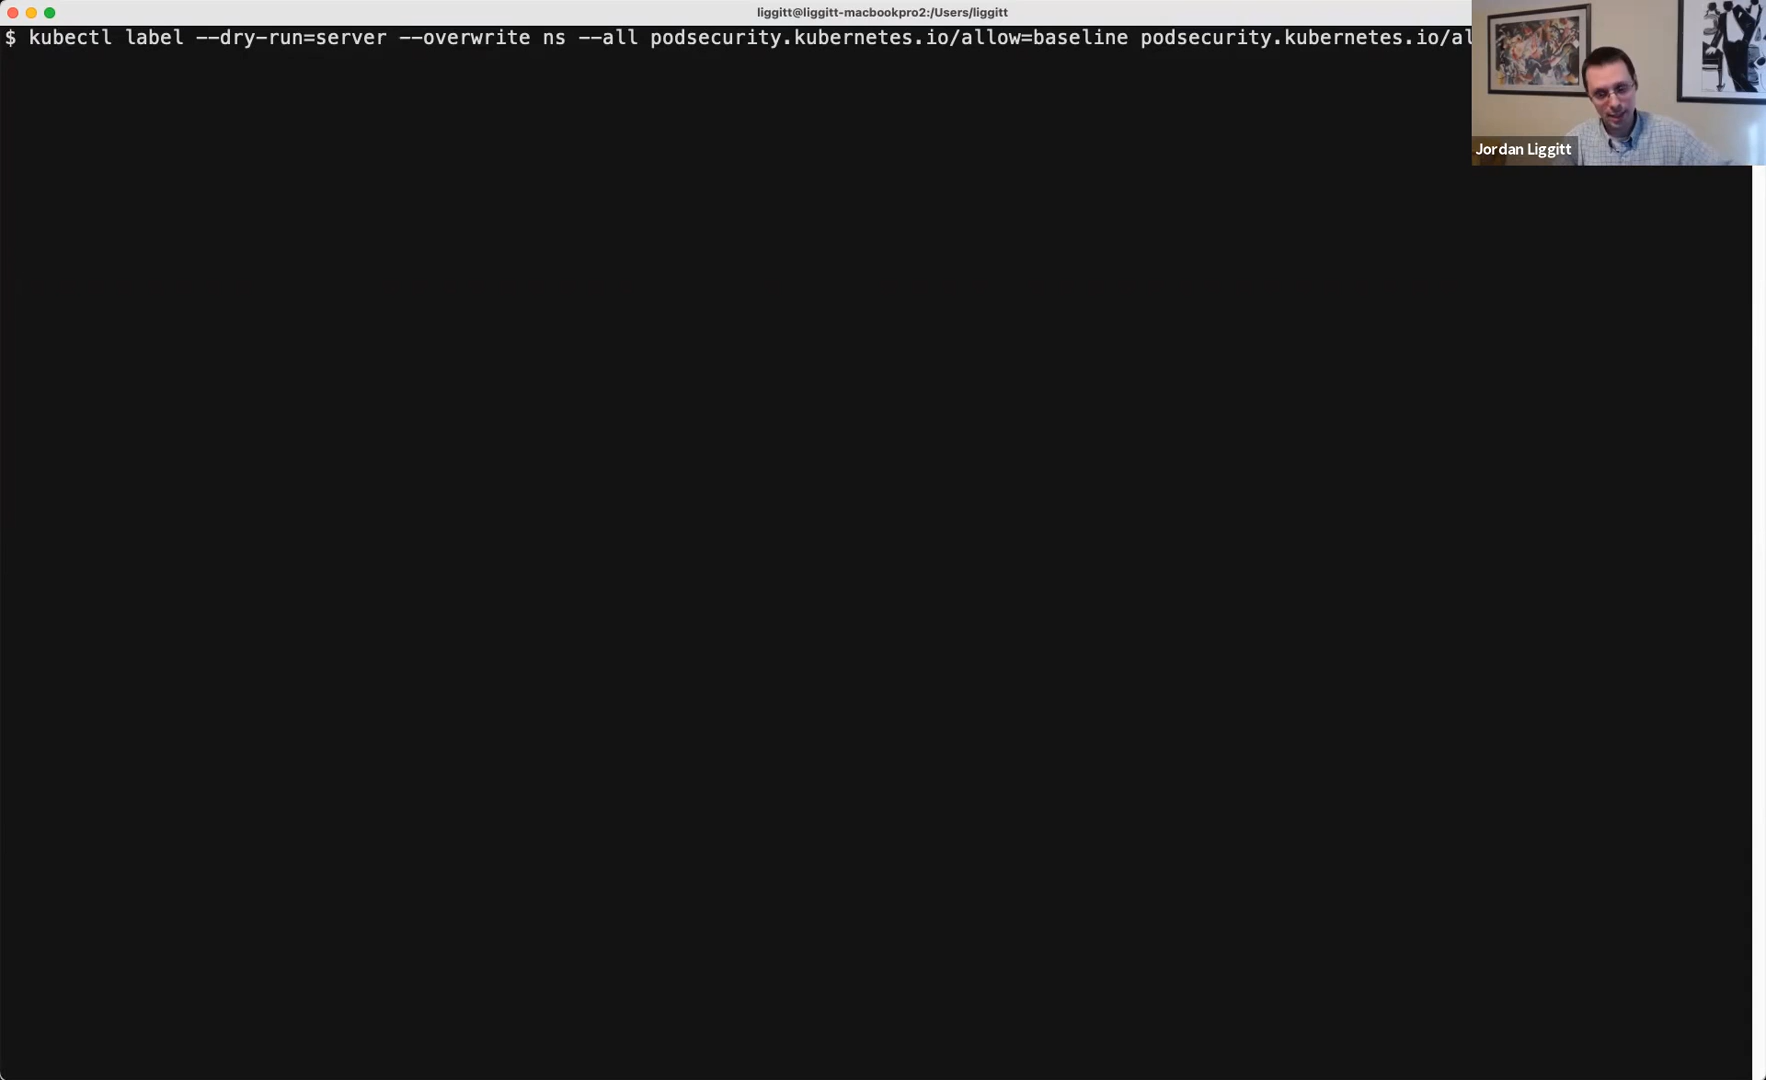 liggitt@liggitt-macbookpro2:/Users/liggitt
$ kubectl label --dry-run=server --overwrite ns --all podsecurity.kubernetes.io/allow=baseline podsecurity.kubernetes.io/al
Jordan Liggitt